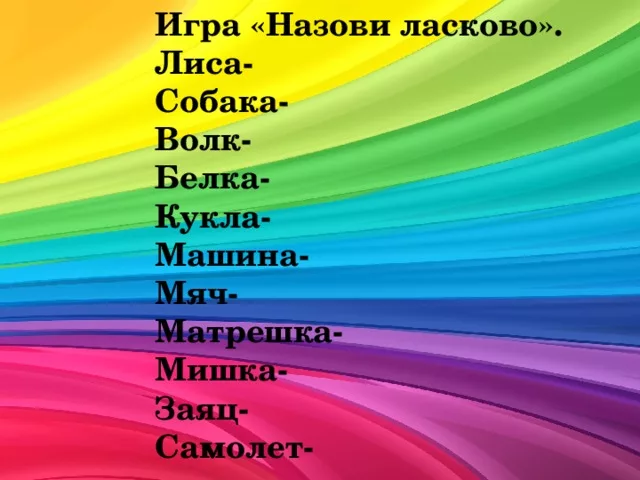 Игра «Назови ласково».
Лиса-
Собака-
Волк-
Белка-
Кукла-
Машина-
Мяч-
Матрешка-
Мишка-
Заяц-
Самолет-